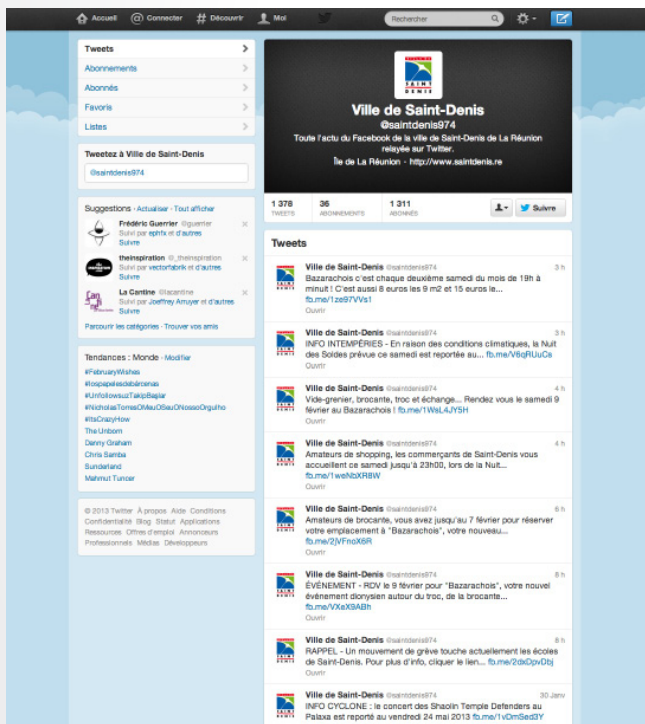 Accueil @ Connecter # Découvrir Moi Rechercher
Tweets
Abonnements
Abonnés
Favoris
Listes
Tweetez à Ville de Saint-Denis
@saintdenis974
Suggestions · Actualiser · Tout afficher
Frédéric Guerrier @guerrier
Suivi par ephfx et d'autres
Suivre
theinspiration @_theinspiration
Suivi par vectorfabrik et d'autres
Suivre
La Cantine @lacantine
Suivi par Joeffrey Arruyer et d'autres
Suivre
Parcourir les catégories · Trouver vos amis
Tendances : Monde · Modifier
#FebruaryWishes
#lospapelesdebárcenas
#UnfollowsuzTakipBaşlar
#NicholasTorresOMeuOSeuONossoOrgulho
#ItsCrazyHow
The Unborn
Danny Graham
Chris Samba
Sunderland
Mahmut Tuncer
© 2013 Twitter À propos Aide Conditions
Confidentialité Blog Statut Applications
Ressources Offres d'emploi Annonceurs
Professionnels Médias Développeurs
SAINT
DENIS
Ville de Saint-Denis
@saintdenis974
Toute l'actu du Facebook de la ville de Saint-Denis de La Réunion
relayée sur Twitter.
Île de La Réunion · http://www.saintdenis.re
1 378 36 1 311
TWEETS ABONNEMENTS ABONNÉS
Suivre
Tweets
Ville de Saint-Denis @saintdenis974 3 h
Bazarachois c'est chaque deuxième samedi du mois de 19h à
minuit ! C'est aussi 8 euros les 9 m2 et 15 euros le...
fb.me/1ze97VVs1
Ouvrir
Ville de Saint-Denis @saintdenis974 3 h
INFO INTEMPÉRIES - En raison des conditions climatiques, la Nuit
des Soldes prévue ce samedi est reportée au... fb.me/V6qRUuCs
Ouvrir
Ville de Saint-Denis @saintdenis974 4 h
Vide-grenier, brocante, troc et échange... Rendez vous le samedi 9
février au Bazarachois ! fb.me/1WsL4JY5H
Ouvrir
Ville de Saint-Denis @saintdenis974 4 h
Amateurs de shopping, les commerçants de Saint-Denis vous
accueillent ce samedi jusqu'à 23h00, lors de la Nuit...
fb.me/1weNbXR8W
Ouvrir
Ville de Saint-Denis @saintdenis974 6 h
Amateurs de brocante, vous avez jusqu'au 7 février pour réserver
votre emplacement à "Bazarachois", votre nouveau...
fb.me/2jVFnoX6R
Ouvrir
Ville de Saint-Denis @saintdenis974 8 h
ÉVÉNEMENT - RDV le 9 février pour "Bazarachois", votre nouvel
événement dionysien autour du troc, de la brocante...
fb.me/VXeX9ABh
Ouvrir
Ville de Saint-Denis @saintdenis974 8 h
RAPPEL - Un mouvement de grève touche actuellement les écoles
de Saint-Denis. Pour plus d'info, cliquer le lien... fb.me/2dxDpvDbj
Ouvrir
Ville de Saint-Denis @saintdenis974 30 Janv
INFO CYCLONE : le concert des Shaolin Temple Defenders au
Palaxa est reporté au vendredi 24 mai 2013 fb.me/1vDmSed3Y